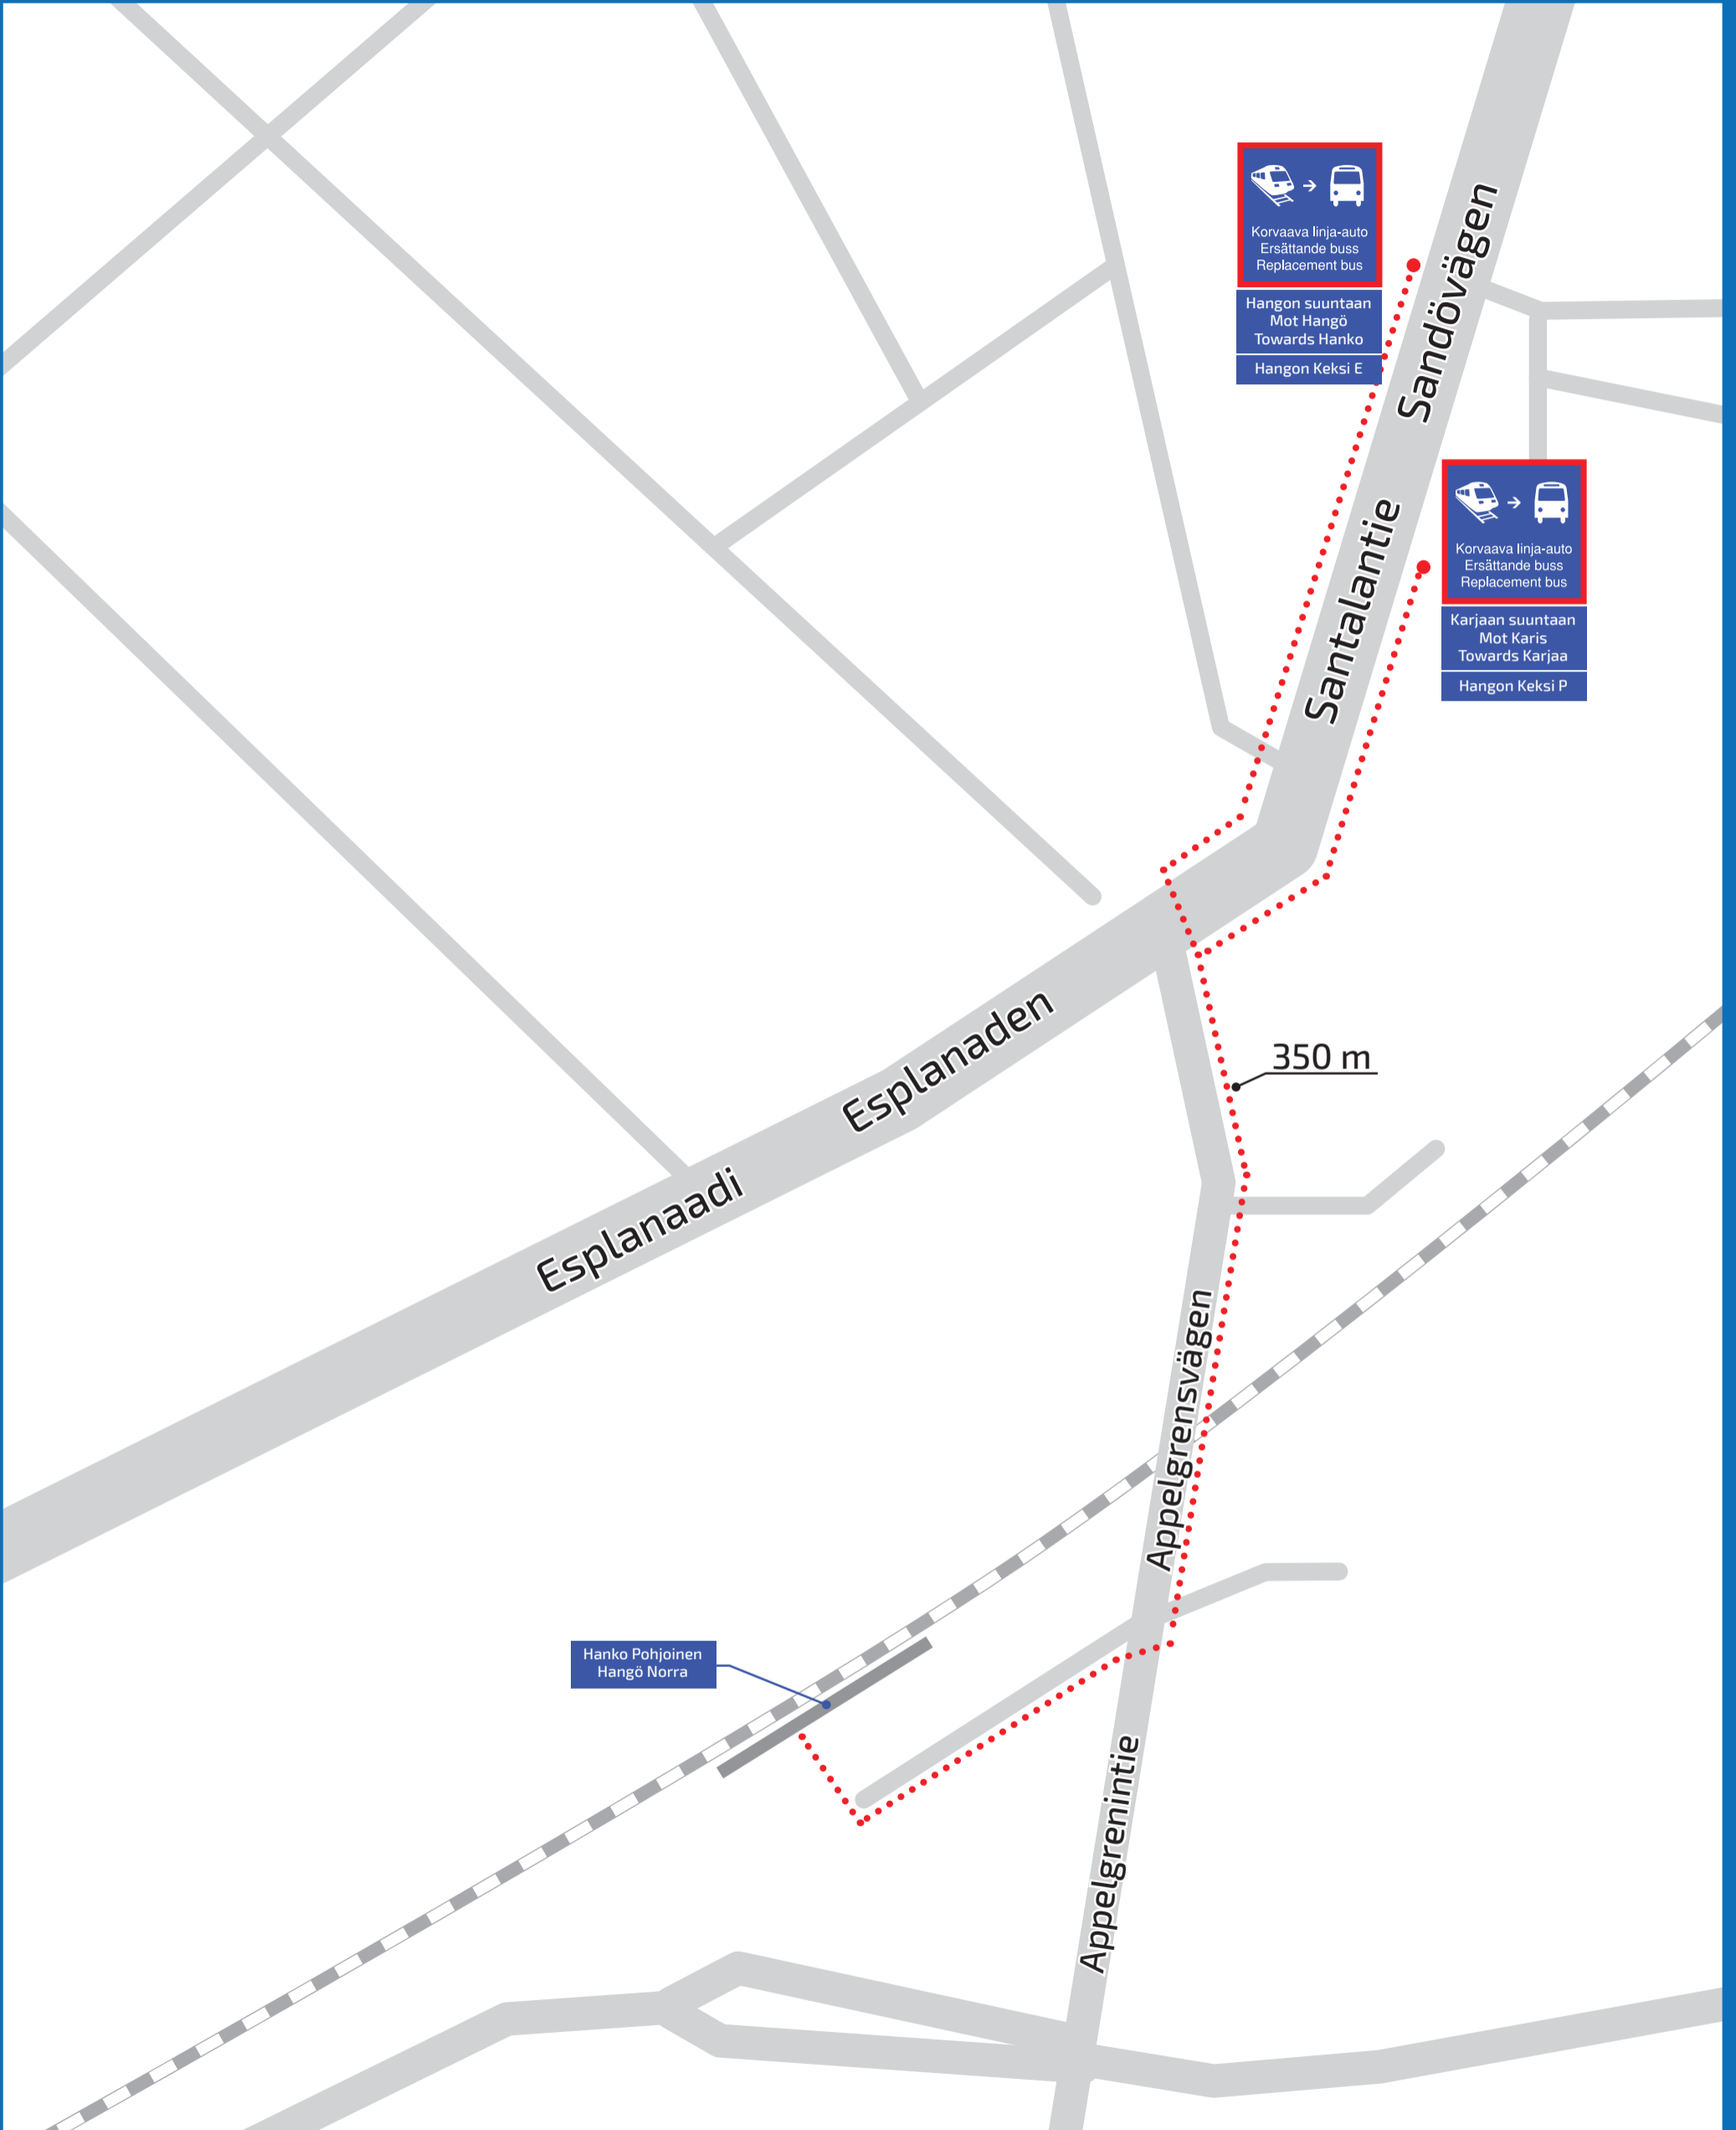 Korvaava linja-auto
Ersättande buss
Replacement bus
Hangon suuntaan
Mot Hangö
Towards Hanko
Hangon Keksi E
Sandövägen
Korvaava linja-auto
Ersättande buss
Replacement bus
Karjaan suuntaan
Mot Karis
Towards Karjaa
Hangon Keksi P
Santalantie
Esplanaden
350 m
Esplanaadi
Appelgrensvägen
Hanko Pohjoinen
Hangö Norra
Appelgrenintie